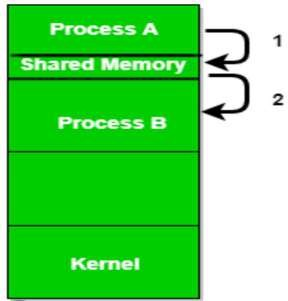 Process A
1
Shared Memory
2
Process B
Kernel